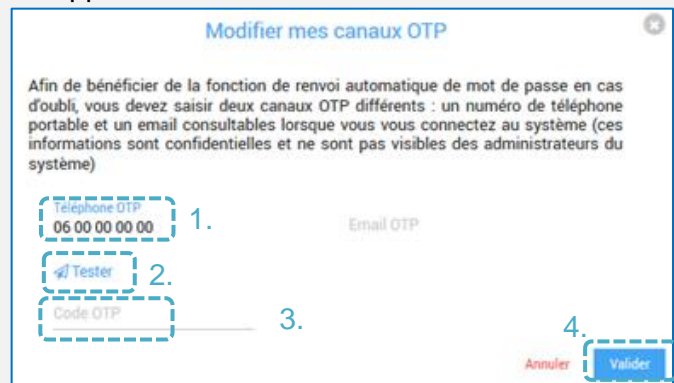 Modifier mes canaux OTP
Afin de bénéficier de la fonction de renvoi automatique de mot de passe en cas
d'oubli, vous devez saisir deux canaux OTP différents : un numéro de téléphone
portable et un email consultables lorsque vous vous connectez au système (ces
informations sont confidentielles et ne sont pas visibles des administrateurs du
système)
Téléphone OTP
06 00 00 00 00 1. Email OTP
Tester 2.
Code OTP 3.
4.
Annuler Valider